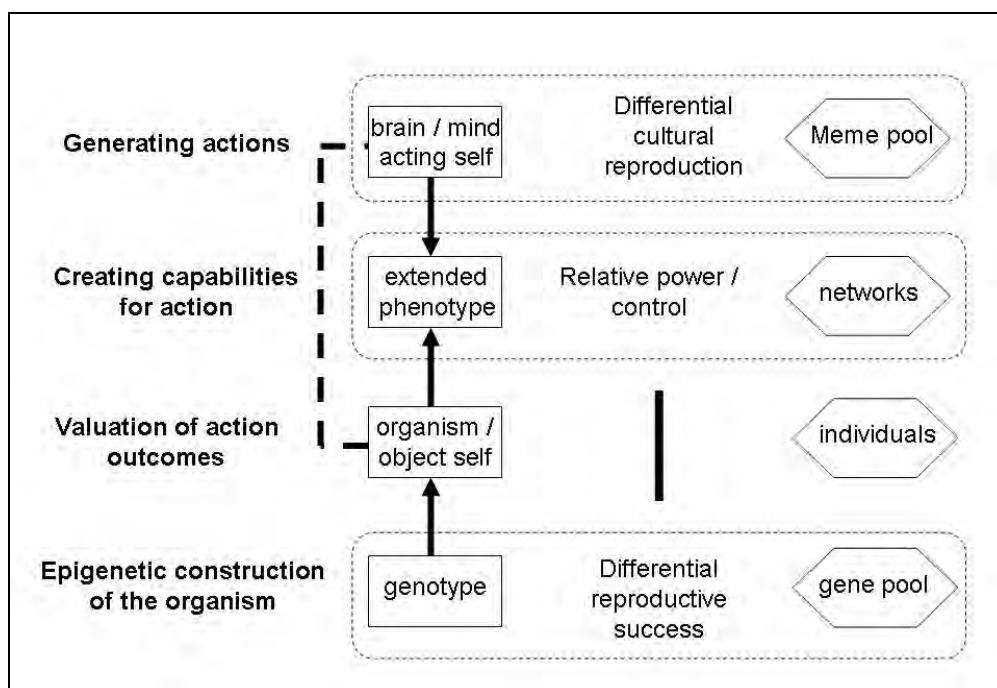 Generating actions
brain / mind
acting self
Differential
cultural
reproduction
Meme pool
Creating capabilities
for action
extended
phenotype
Relative power /
control
networks
Valuation of action
outcomes
organism /
object self
individuals
Epigenetic construction
of the organism
genotype
Differential
reproductive
success
gene pool